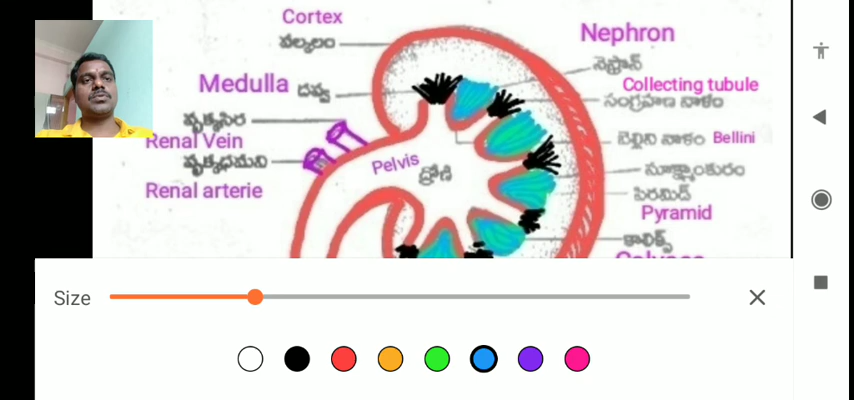 Cortex
వల్కలం
Nephron
నెఫ్రాన్
Medulla దవ్వ
Collecting tubule
సంగ్రహణ నాళం
వృక్కసిర
Renal Vein
బెల్లిని నాళం Bellini
వృక్కధమని
Pelvis
ద్రోణి
సూక్ష్మాంకురం
Renal arterie
పిరమిడ్
Pyramid
కాలిక్స్
Size